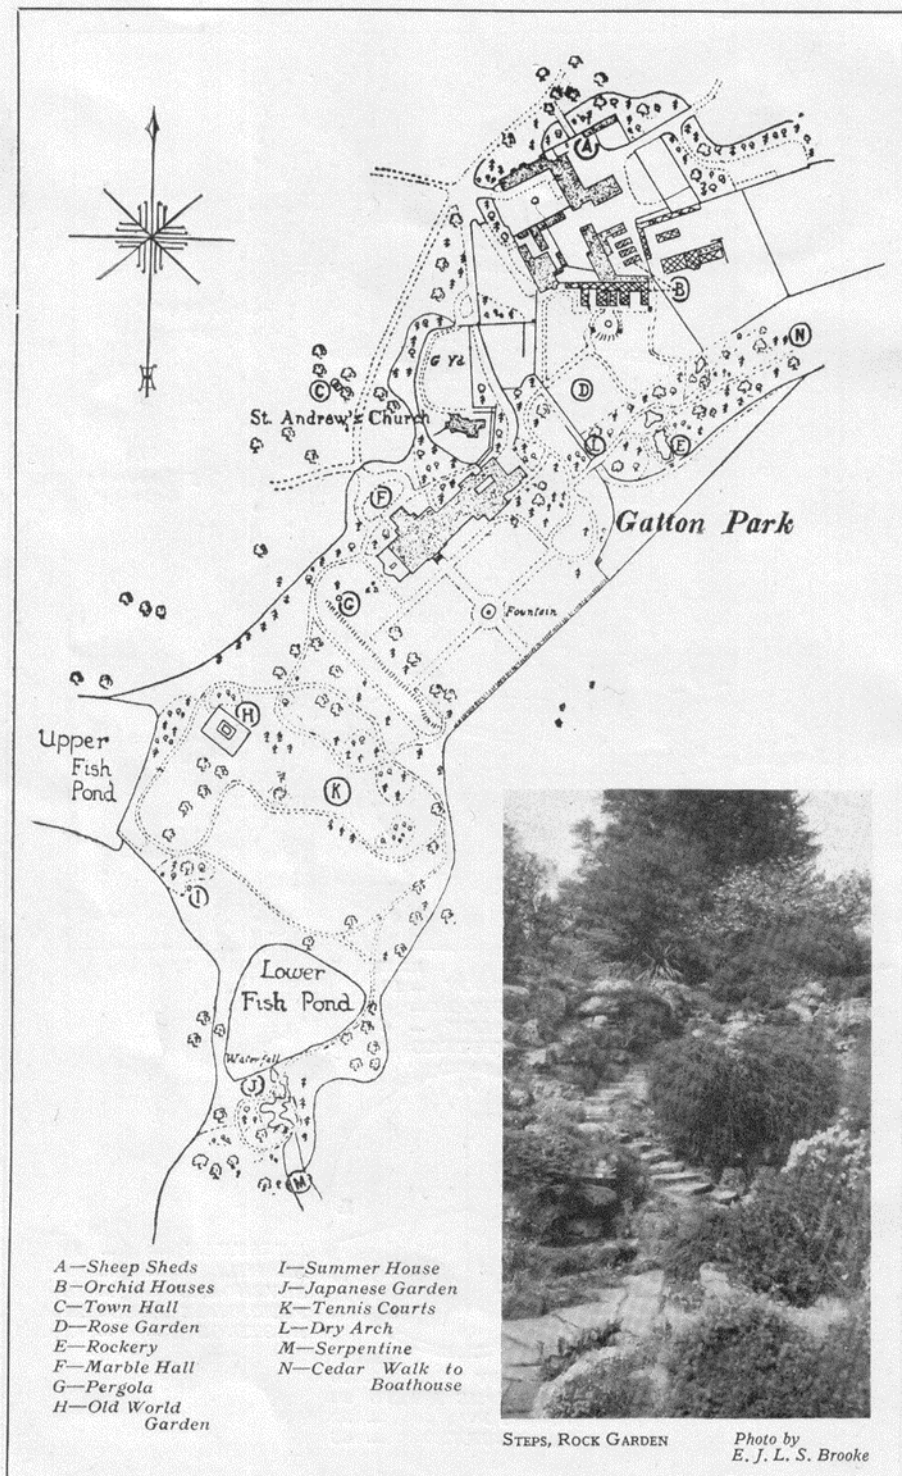 A
B
N
G Yd
C
D
St. Andrew's Church
L
E
F
Gatton Park
G
Fountain
H
Upper
Fish
Pond
K
I
Lower
Fish Pond
Waterfall
J
M
A—Sheep Sheds
B—Orchid Houses
C—Town Hall
D—Rose Garden
E—Rockery
F—Marble Hall
G—Pergola
H—Old World
Garden
I—Summer House
J—Japanese Garden
K—Tennis Courts
L—Dry Arch
M—Serpentine
N—Cedar Walk to
Boathouse
STEPS, ROCK GARDEN
Photo by
E. J. L. S. Brooke